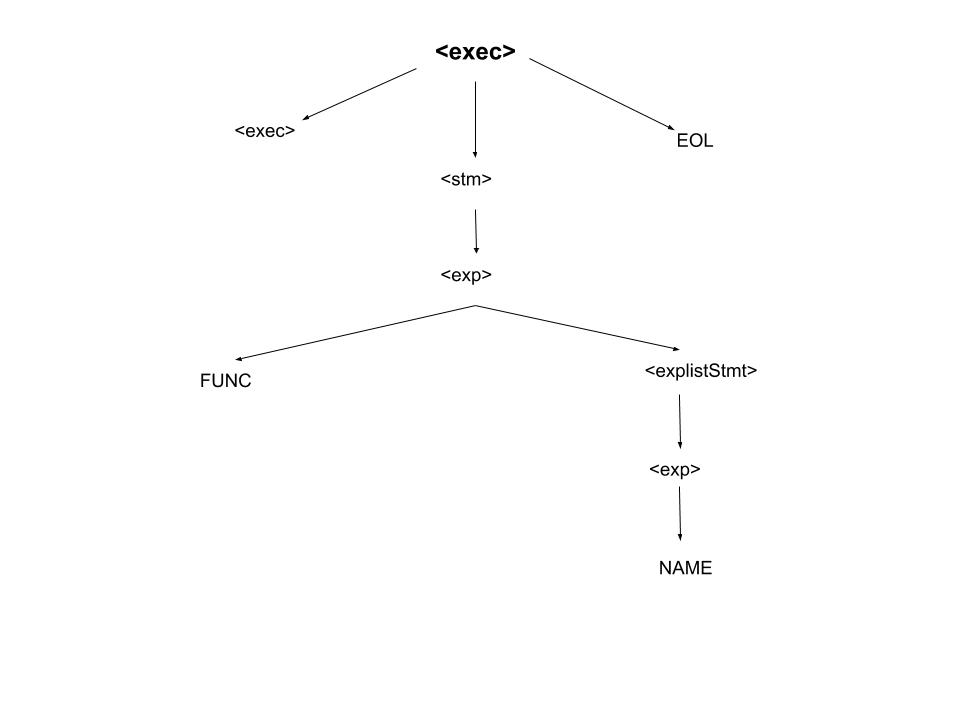 <exec>
<exec>
EOL
<stm>
<exp>
FUNC
<explistStmt>
<exp>
NAME